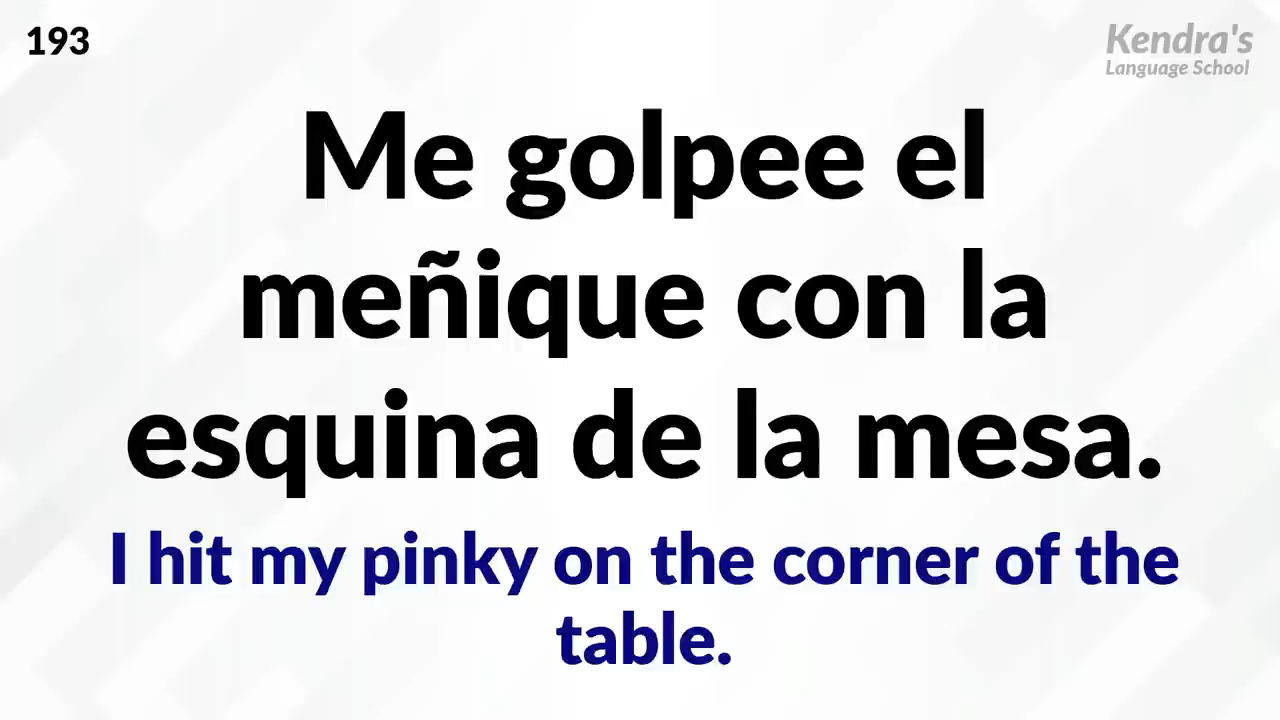 193
Kendra's
Language School
Me golpee el
meñique con la
esquina de la mesa.
I hit my pinky on the corner of the
table.